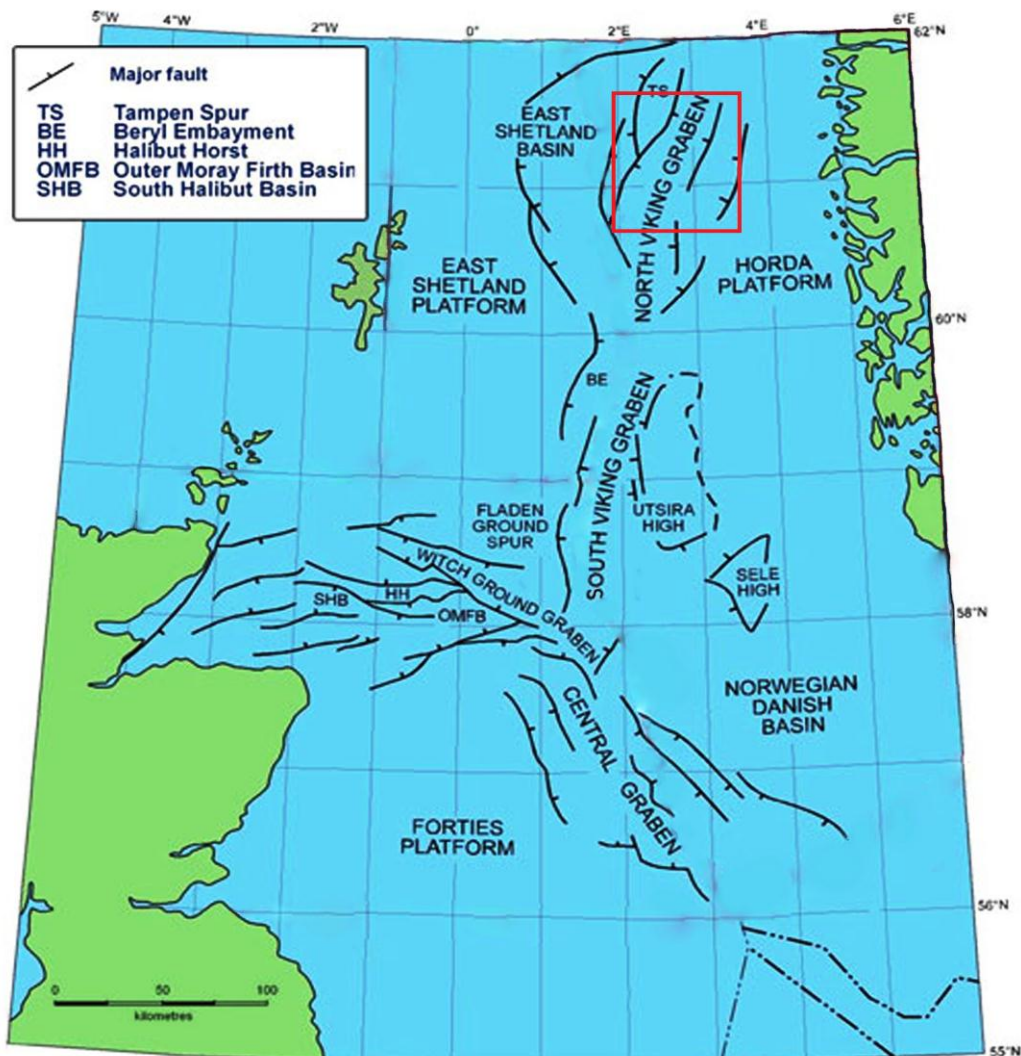 5°W
4°W
2°W
0°
2°E
4°E
6°E
62°N
Major fault
TS Tampen Spur
BE Beryl Embayment
HH Halibut Horst
OMFB Outer Moray Firth Basin
SHB South Halibut Basin
TS
EAST
SHETLAND
BASIN
NORTH VIKING GRABEN
EAST
SHETLAND
PLATFORM
HORDA
PLATFORM
60°N
BE
SOUTH VIKING GRABEN
FLADEN
GROUND
SPUR
UTSIRA
HIGH
WITCH GROUND GRABEN
SELE
HIGH
HH
SHB
OMFB
58°N
NORWEGIAN
DANISH
BASIN
CENTRAL GRABEN
FORTIES
PLATFORM
56°N
0 50 100
kilometres
55°N